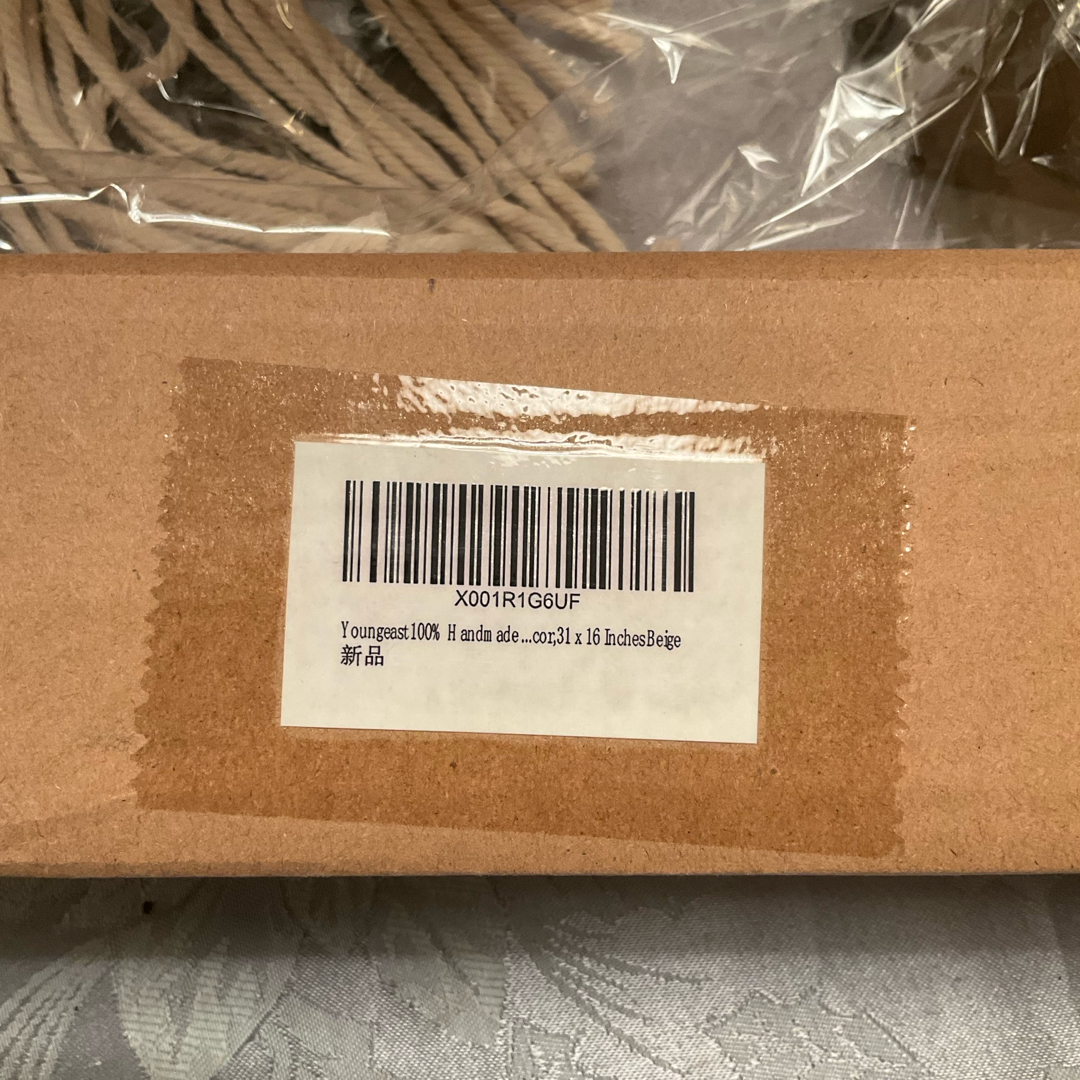 X001R1G6UF
Youngeast100% Handmade...cor,31 x 16 InchesBeige
新品